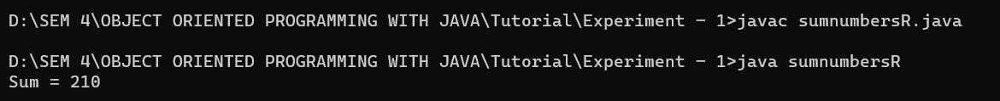 D:\SEM 4\OBJECT ORIENTED PROGRAMMING WITH JAVA\Tutorial\Experiment - 1>javac sumnumbersR.java
D:\SEM 4\OBJECT ORIENTED PROGRAMMING WITH JAVA\Tutorial\Experiment - 1>java sumnumbersR
Sum = 210